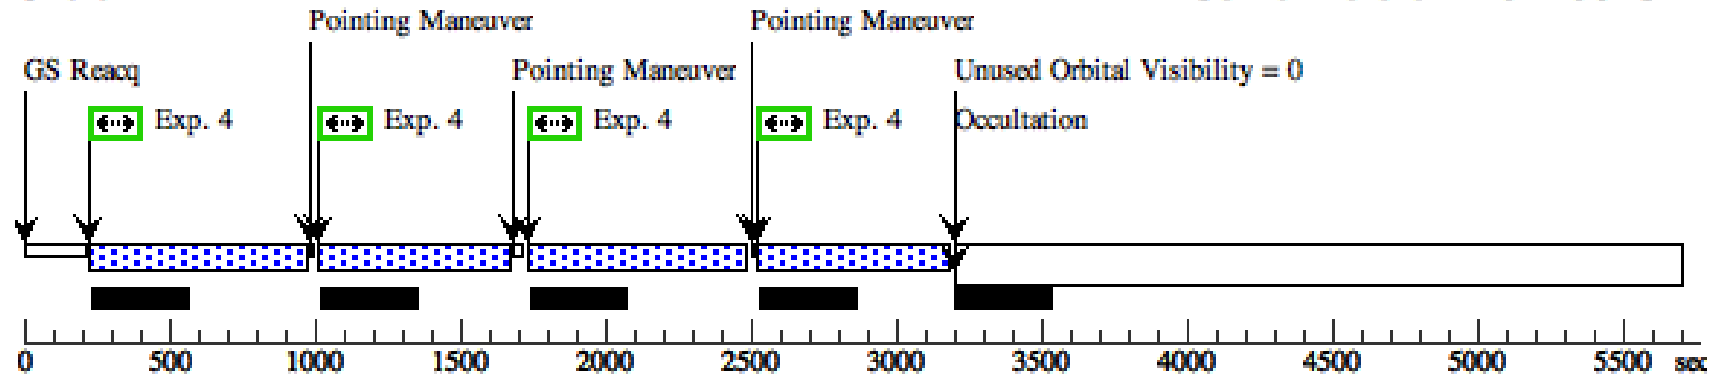 Pointing Maneuver
Pointing Maneuver
GS Reacq
Pointing Maneuver
Unused Orbital Visibility = 0
Exp. 4
Exp. 4
Exp. 4
Exp. 4
Occultation
0 500 1000 1500 2000 2500 3000 3500 4000 4500 5000 5500